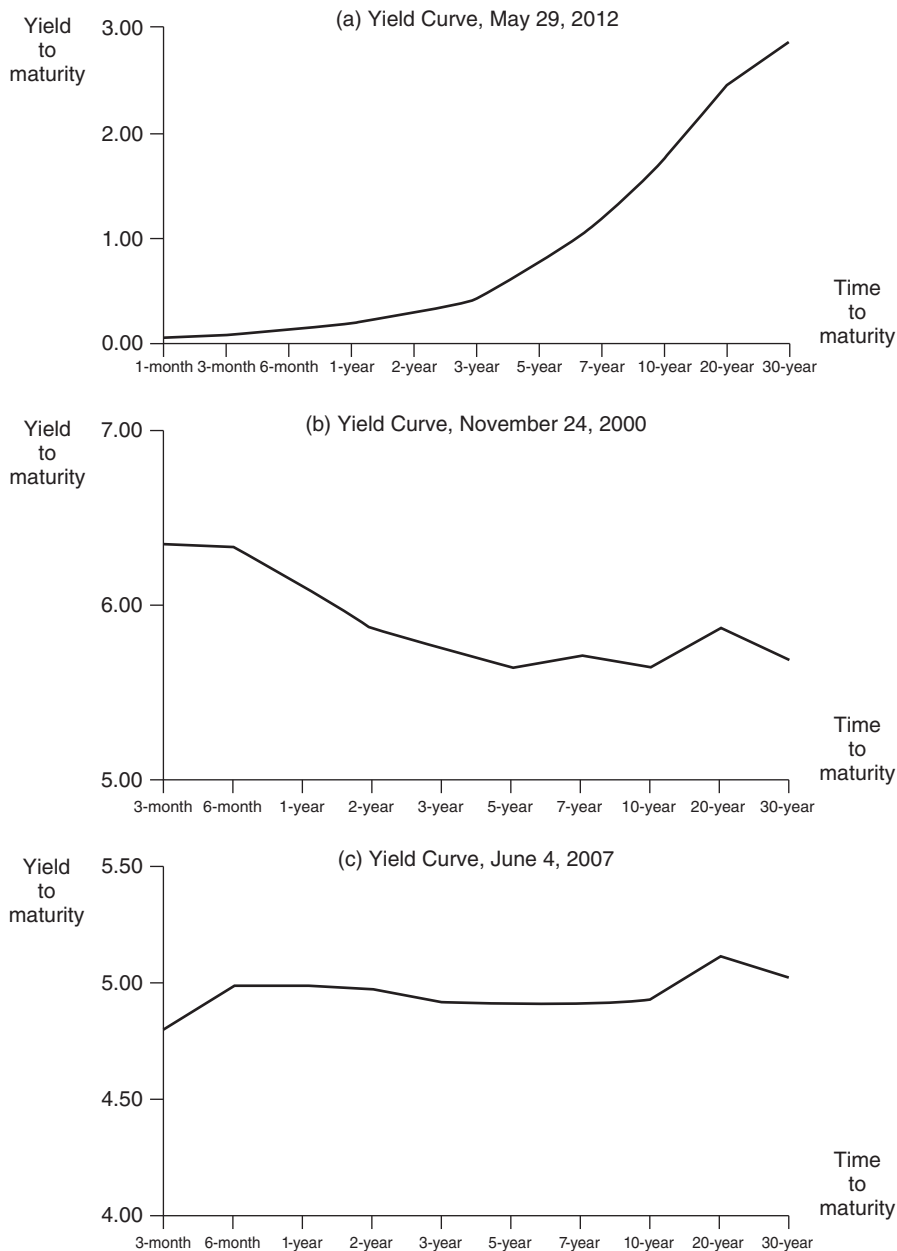 (a) Yield Curve, May 29, 2012
Yield
to
maturity
3.00
2.00
1.00
0.00
1-month 3-month 6-month 1-year 2-year 3-year 5-year 7-year 10-year 20-year 30-year
Time
to
maturity
(b) Yield Curve, November 24, 2000
Yield
to
maturity
7.00
6.00
5.00
3-month 6-month 1-year 2-year 3-year 5-year 7-year 10-year 20-year 30-year
Time
to
maturity
(c) Yield Curve, June 4, 2007
Yield
to
maturity
5.50
5.00
4.50
4.00
3-month 6-month 1-year 2-year 3-year 5-year 7-year 10-year 20-year 30-year
Time
to
maturity